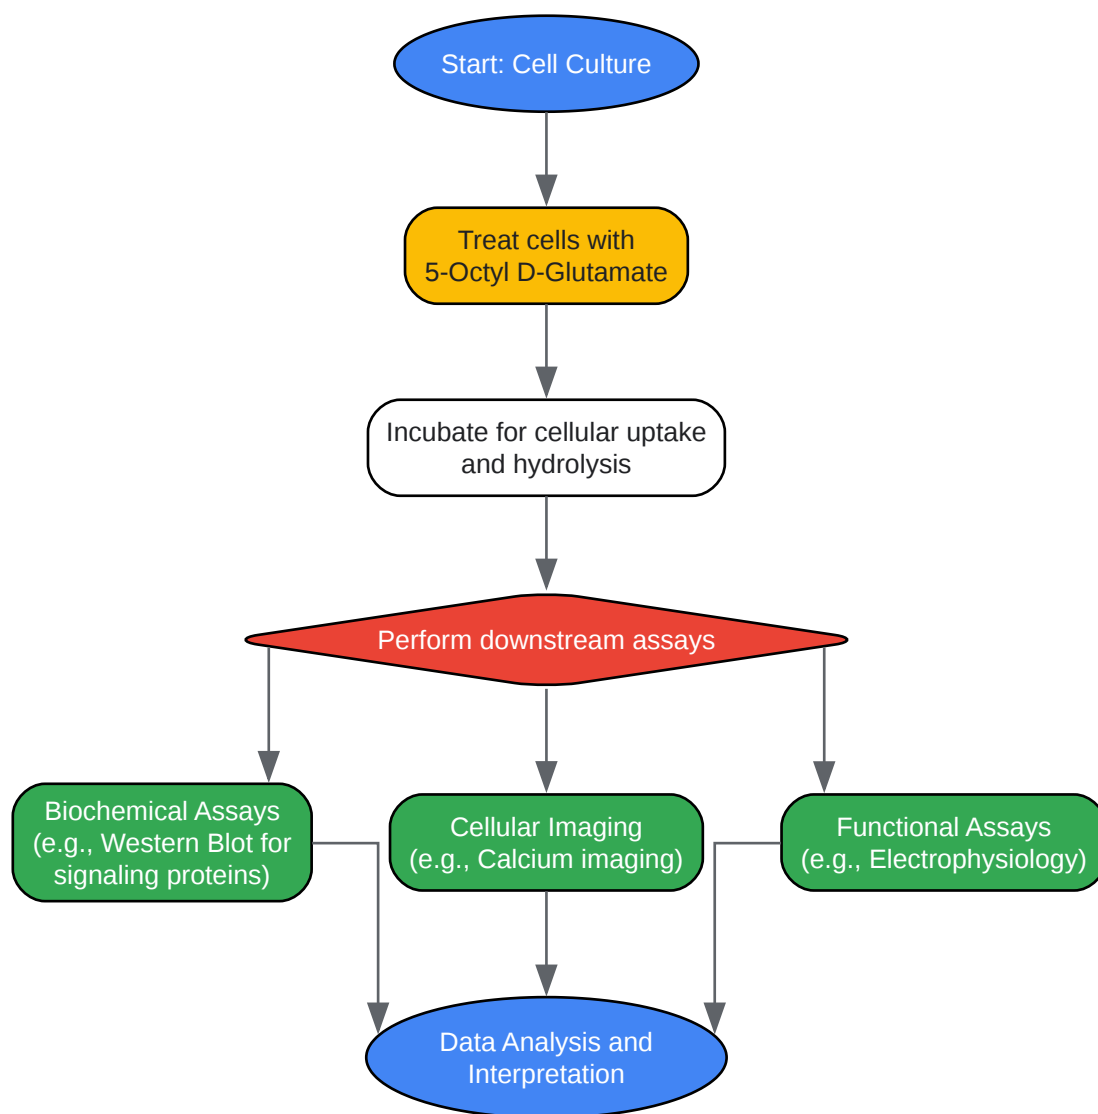 Start: Cell Culture
Treat cells with
5-Octyl D-Glutamate
Incubate for cellular uptake
and hydrolysis
Perform downstream assays
Biochemical Assays
(e.g., Western Blot for
signaling proteins)
Cellular Imaging
(e.g., Calcium imaging)
Functional Assays
(e.g., Electrophysiology)
Data Analysis and
Interpretation